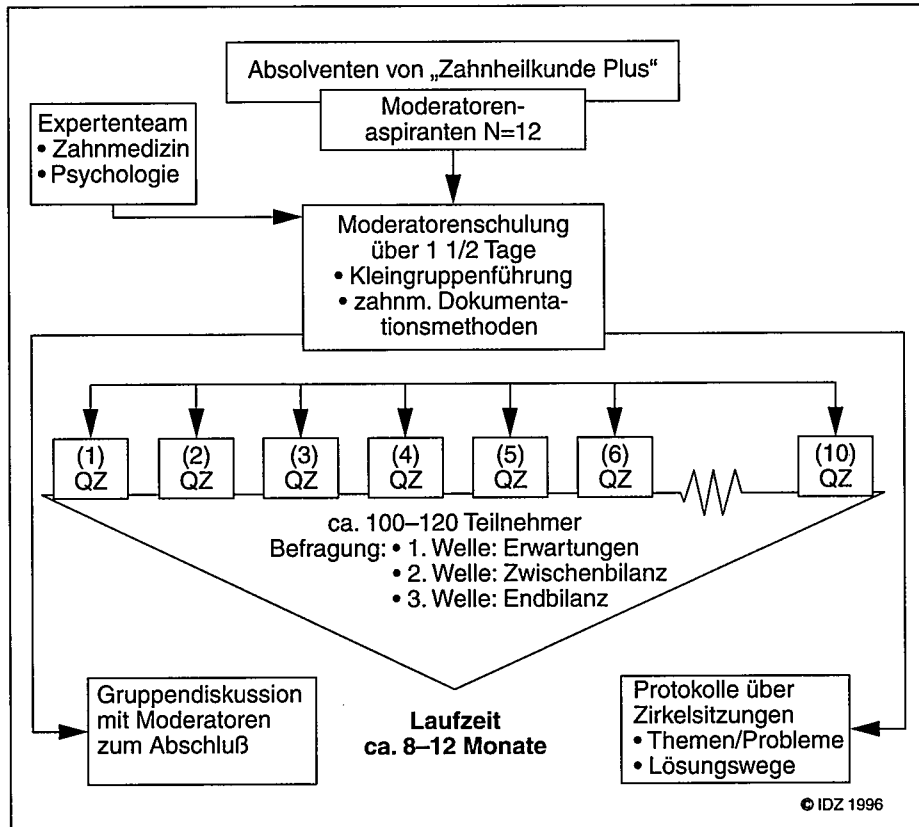 Absolventen von „Zahnheilkunde Plus“
Moderatoren-
aspiranten N=12
Expertenteam
• Zahnmedizin
• Psychologie
Moderatorenschulung
über 1 1/2 Tage
• Kleingruppenführung
• zahnm. Dokumenta-
tionsmethoden
(1)
QZ
(2)
QZ
(3)
QZ
(4)
QZ
(5)
QZ
(6)
QZ
(10)
QZ
ca. 100–120 Teilnehmer
Befragung: • 1. Welle: Erwartungen
• 2. Welle: Zwischenbilanz
• 3. Welle: Endbilanz
Gruppendiskussion
mit Moderatoren
zum Abschluß
Laufzeit
ca. 8–12 Monate
Protokolle über
Zirkelsitzungen
• Themen/Probleme
• Lösungswege
© IDZ 1996